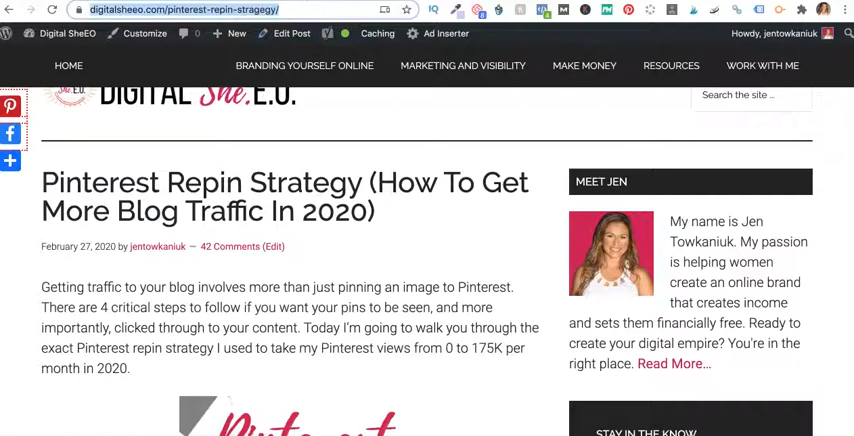 digitalsheeo.com/pinterest-repin-stragegy/
Digital SheEO Customize 0 New Edit Post Caching Ad Inserter Howdy, jentowkaniuk
HOME BRANDING YOURSELF ONLINE MARKETING AND VISIBILITY MAKE MONEY RESOURCES WORK WITH ME
DIGITAL She.E.O.
Search the site ...
Pinterest Repin Strategy (How To Get
More Blog Traffic In 2020)
February 27, 2020 by jentowkaniuk — 42 Comments (Edit)
Getting traffic to your blog involves more than just pinning an image to Pinterest.
There are 4 critical steps to follow if you want your pins to be seen, and more
importantly, clicked through to your content. Today I'm going to walk you through the
exact Pinterest repin strategy I used to take my Pinterest views from 0 to 175K per
month in 2020.
Pinterest
MEET JEN
My name is Jen
Towkaniuk. My passion
is helping women
create an online brand
that creates income
and sets them financially free. Ready to
create your digital empire? You're in the
right place. Read More...
STAY IN THE KNOW